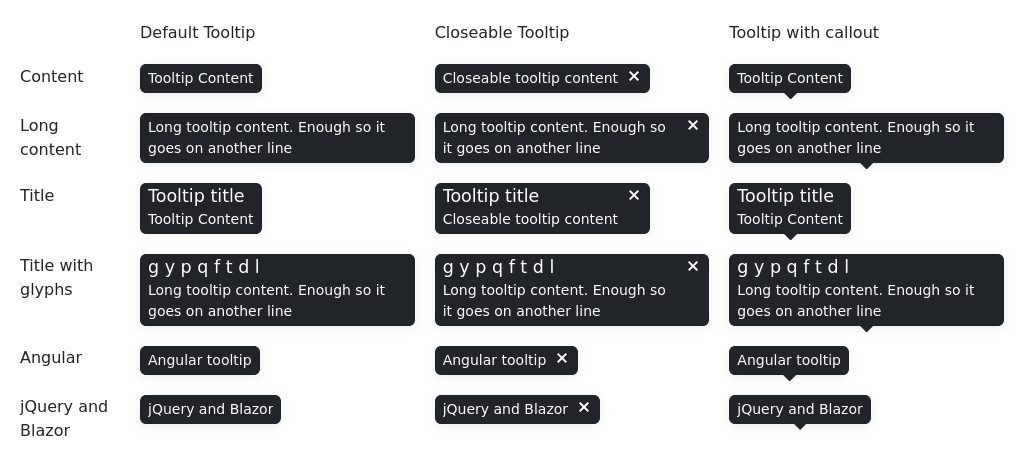 Default Tooltip Closeable Tooltip Tooltip with callout
Content Tooltip Content Closeable tooltip content × Tooltip Content
Long content
Long tooltip content. Enough so it
goes on another line
Long tooltip content. Enough so
it goes on another line
×
Long tooltip content. Enough so it
goes on another line
Title
Tooltip title
Tooltip Content
Tooltip title
Closeable tooltip content
×
Tooltip title
Tooltip Content
Title with
glyphs
g y p q f t d l
Long tooltip content. Enough so it
goes on another line
g y p q f t d l
Long tooltip content. Enough so
it goes on another line
×
g y p q f t d l
Long tooltip content. Enough so it
goes on another line
Angular Angular tooltip Angular tooltip × Angular tooltip
jQuery and
Blazor
jQuery and Blazor jQuery and Blazor × jQuery and Blazor